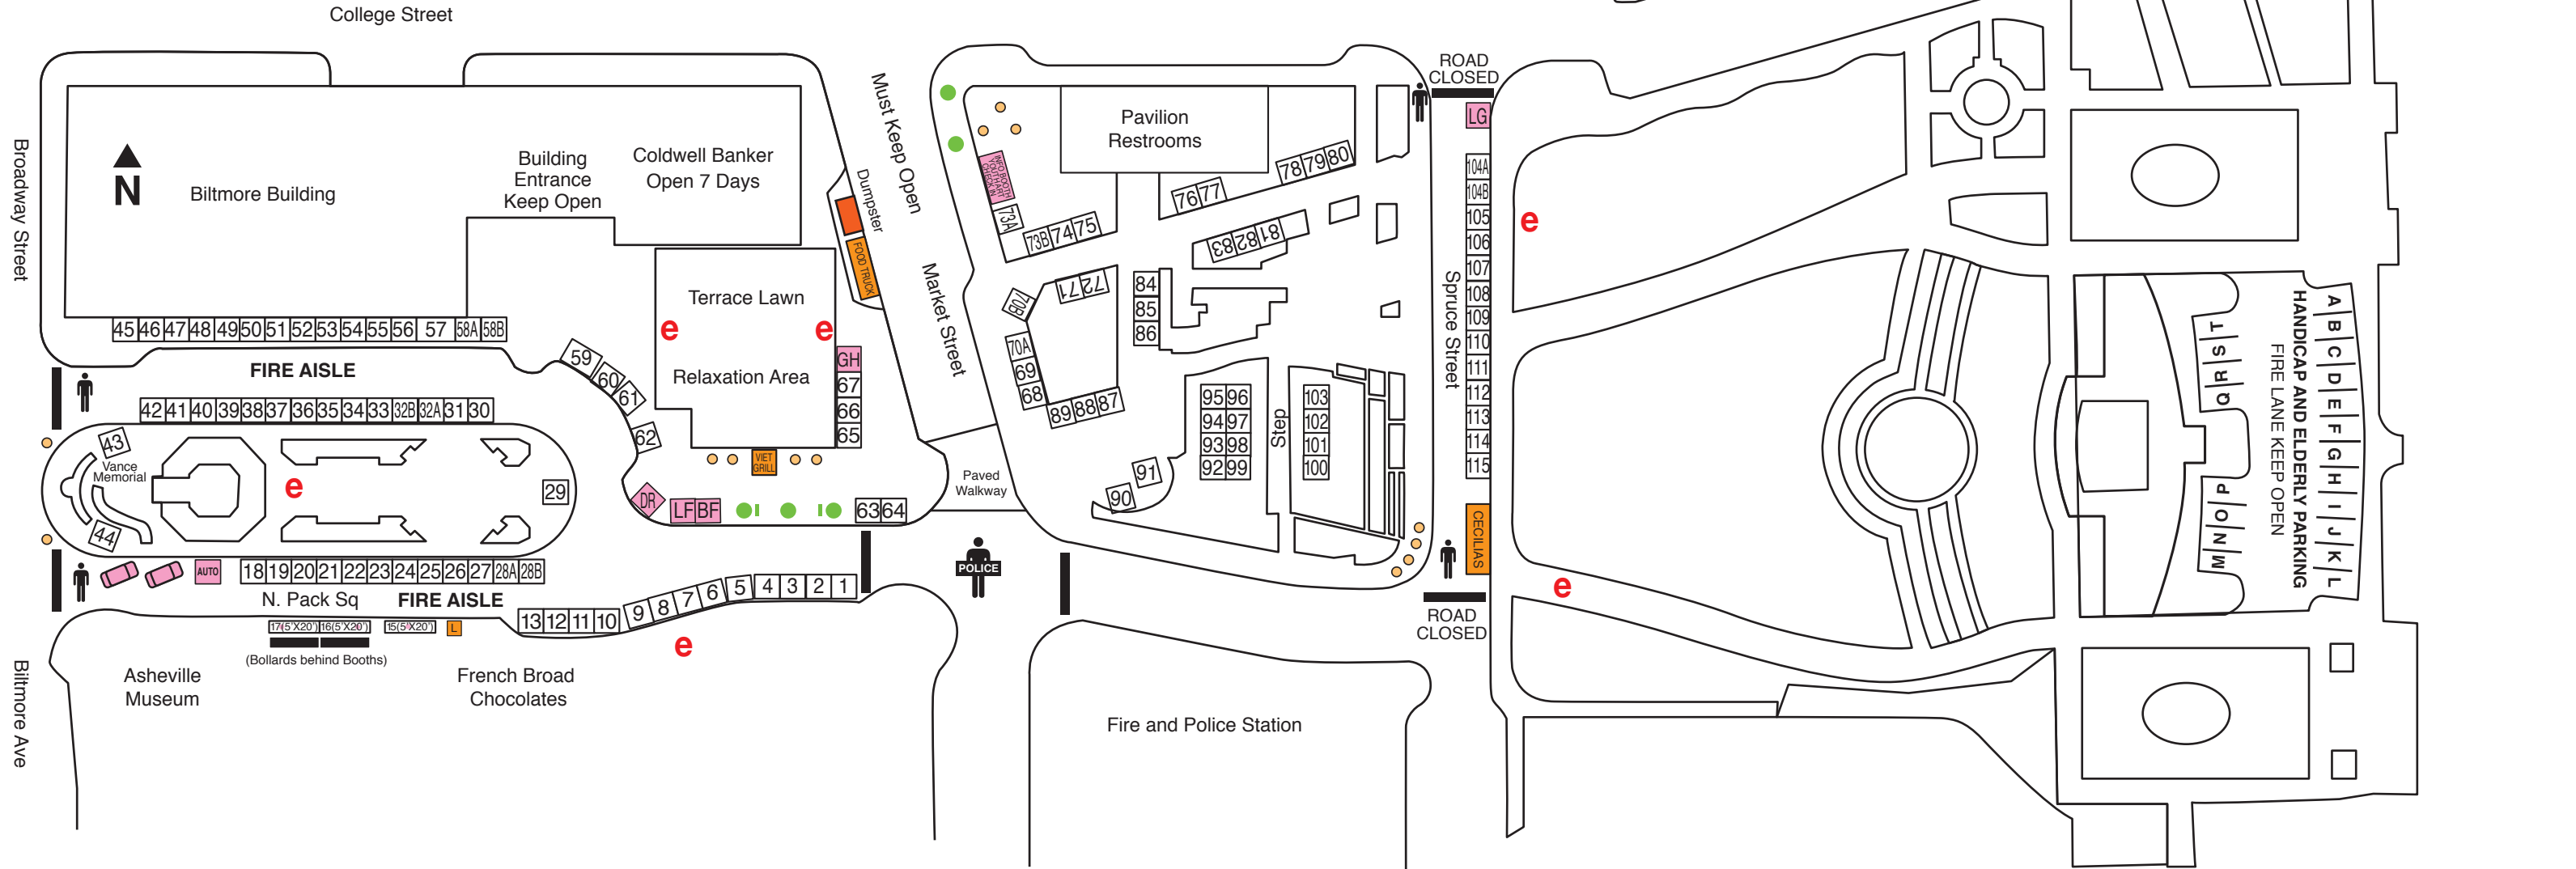 College Street
Broadway Street
N
Biltmore Building
Building
Entrance
Keep Open
Coldwell Banker
Open 7 Days
Must Keep Open
Dumpster
FOOD TRUCK
Market Street
Terrace Lawn
e
e
Relaxation Area
GH
67
66
65
45 46 47 48 49 50 51 52 53 54 55 56 57 58A 58B
FIRE AISLE
59
60
61
62
42 41 40 39 38 37 36 35 34 33 32B 32A 31 30
43
Vance
Memorial
44
e
29
VIET
GRILL
DR
LF BF
63 64
Paved
Walkway
AUTO
18 19 20 21 22 23 24 25 26 27 28A 28B
N. Pack Sq
FIRE AISLE
17(5'X20') 16(5'X20') 15(5'X20') L
(Bollards behind Booths)
13 12 11 10 9 8 7 6 5 4 3 2 1
e
Biltmore Ave
Asheville
Museum
French Broad
Chocolates
POLICE
Pavilion
Restrooms
INFO BOOTH
YOUTH ART
CHECK IN
73A
73B 74 75
76 77
78 79 80
81 82 83
70B
71 72
70A
69
68
84
85
86
89 88 87
90
91
95 96
94 97
93 98
92 99
Step
103
102
101
100
Fire and Police Station
ROAD
CLOSED
LG
104A
104B
105
106
107
108
109
110
111
112
113
114
115
Spruce Street
CECILIAS
ROAD
CLOSED
e
e
T
S
R
Q
P
O
N
M
FIRE LANE KEEP OPEN
HANDICAP AND ELDERLY PARKING
A
B
C
D
E
F
G
H
I
J
K
L